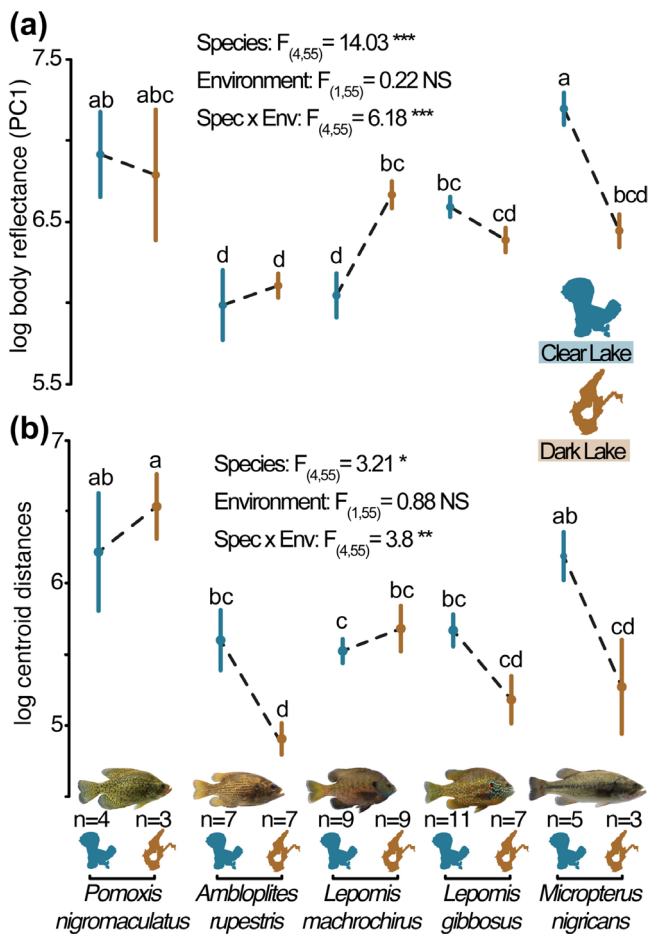 (a)
log body reflectance (PC1)
7.5
6.5
5.5
Species: F(4,55)= 14.03 ***
Environment: F(1,55)= 0.22 NS
Spec x Env: F(4,55)= 6.18 ***
ab
abc
d
d
d
bc
bc
cd
a
bcd
Clear Lake
Dark Lake
(b)
log centroid distances
7
6
5
Species: F(4,55)= 3.21 *
Environment: F(1,55)= 0.88 NS
Spec x Env: F(4,55)= 3.8 **
ab
a
bc
d
c
bc
bc
cd
ab
cd
n=4 n=3 n=7 n=7 n=9 n=9 n=11 n=7 n=5 n=3
Pomoxis
nigromaculatus
Ambloplites
rupestris
Lepomis
machrochirus
Lepomis
gibbosus
Micropterus
nigricans